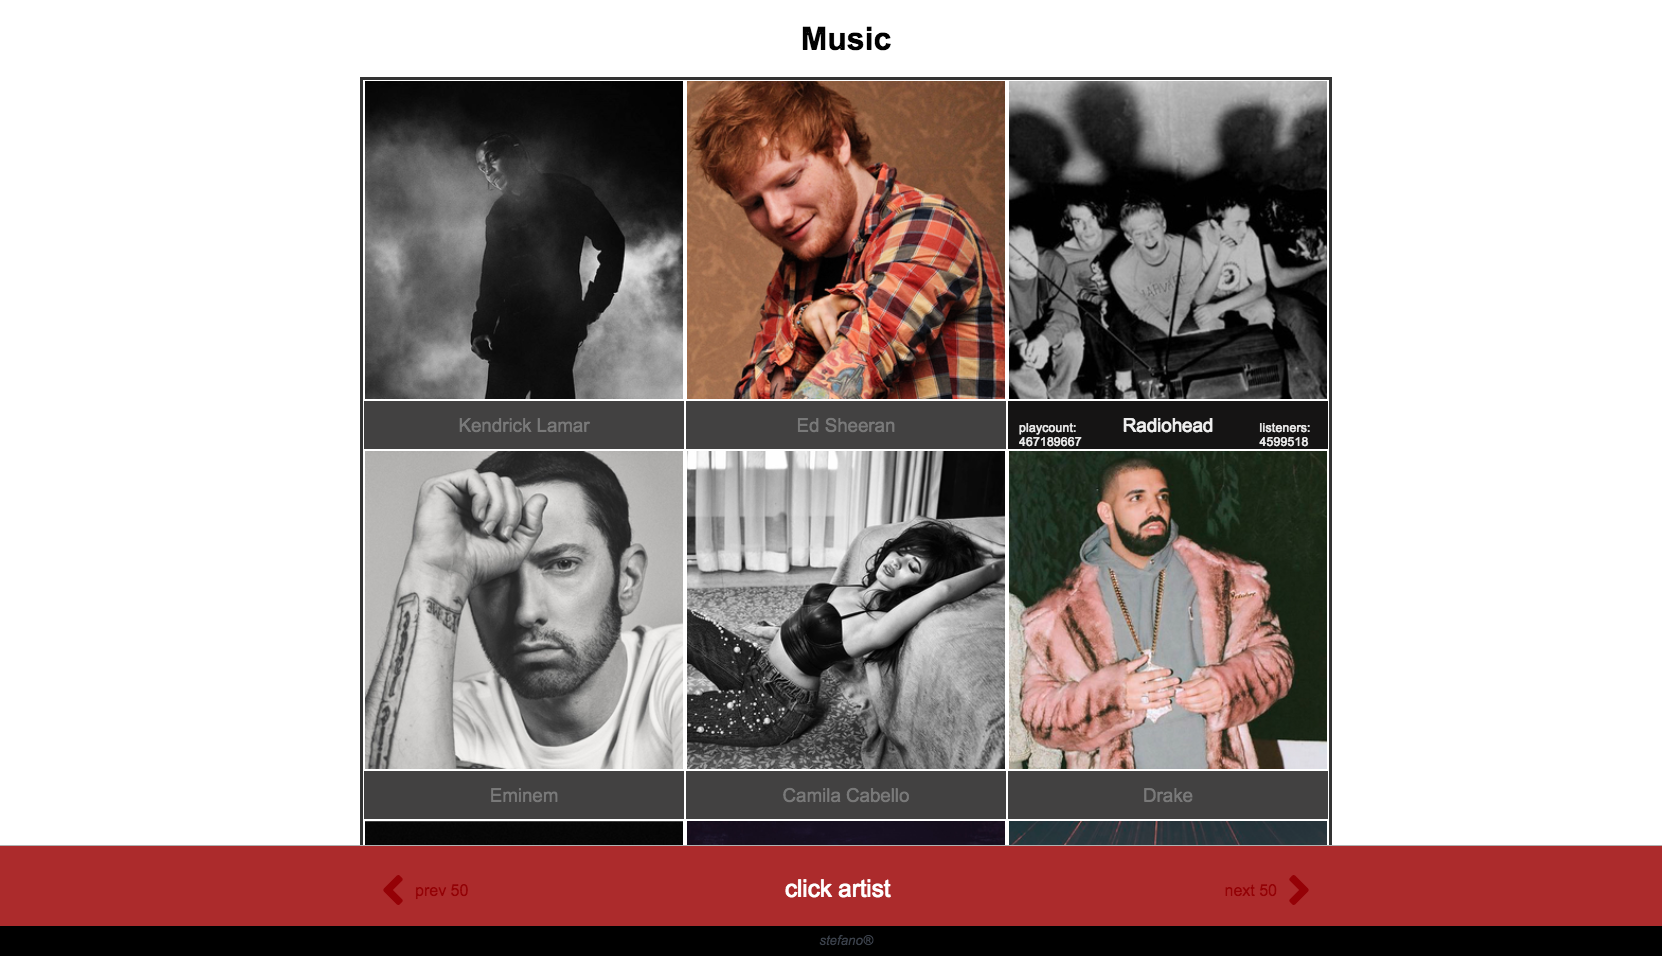 Music
Kendrick Lamar
Ed Sheeran
playcount:
467189667
Radiohead
listeners:
4599518
Eminem
Camila Cabello
Drake
prev 50
click artist
next 50
stefano®